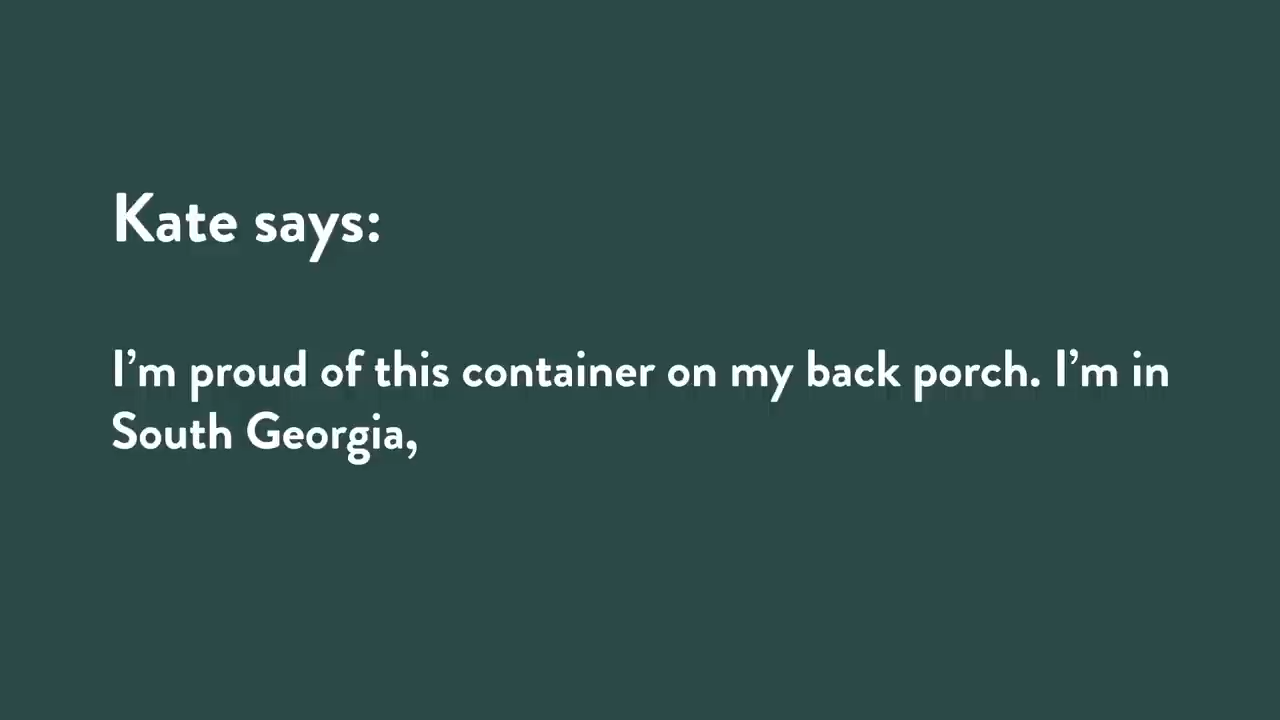 Kate says:
I’m proud of this container on my back porch. I’m in
South Georgia,